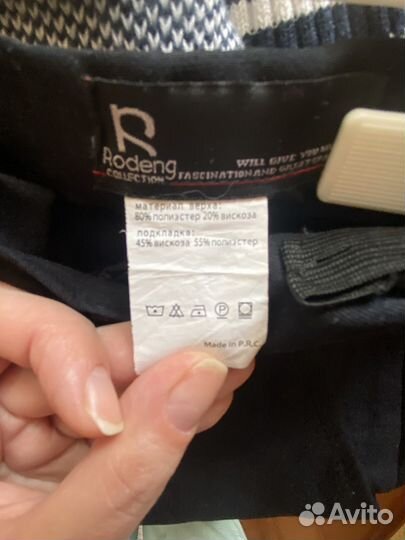 Rodeng
COLLECTION
WILL GIVE YOU
FASCINATION AND GREAT
материал верха:
80% полиэстер 20% вискоза
подкладка:
45% вискоза 55% полиэстер
P
Made in P.R.C.
Avito